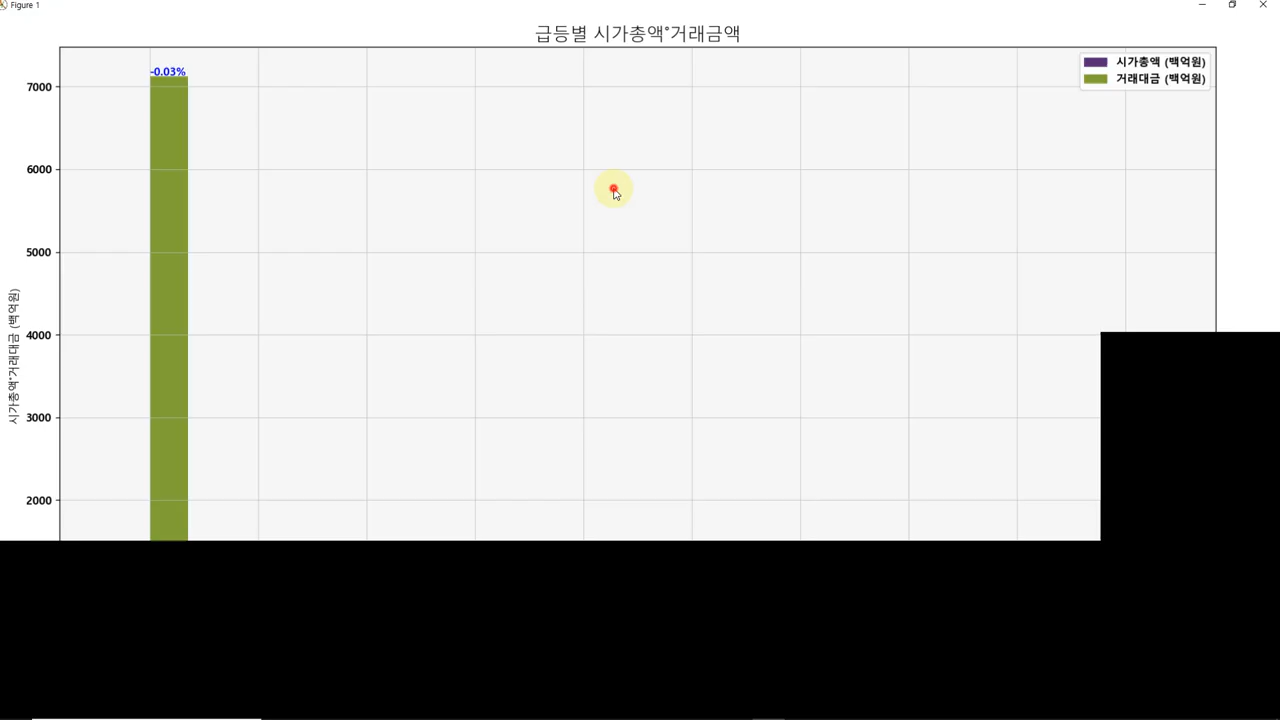 Figure 1
급등별 시가총액°거래금액
-0.03%
시가총액 (백억원)
거래대금 (백억원)
7000
6000
5000
4000
3000
2000
시가총액°거래대금 (백억원)